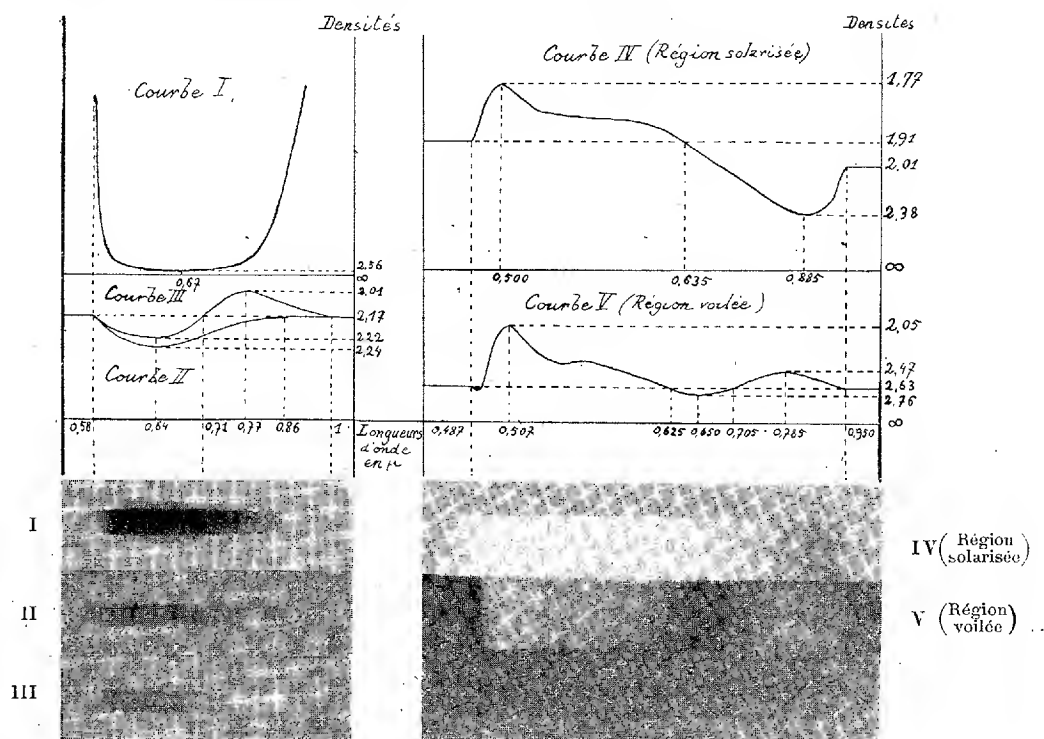 Densités
Courbe I.
2,56
∞
0,67
Courbe III
2,01
2,17
2,22
2,24
Courbe II
0,58
0,64
0,71
0,77
0,86
1
Longueurs
d'onde
en μ
Densités
Courbe IV (Région solarisée)
1,77
1,91
2,01
2,38
∞
0,500
0,635
0,885
Courbe V (Région voilée)
2,05
2,47
2,63
2,76
∞
0,487
0,507
0,625
0,650
0,705
0,785
0,950
I
II
III
IV (Région
solarisée)
V (Région
voilée)